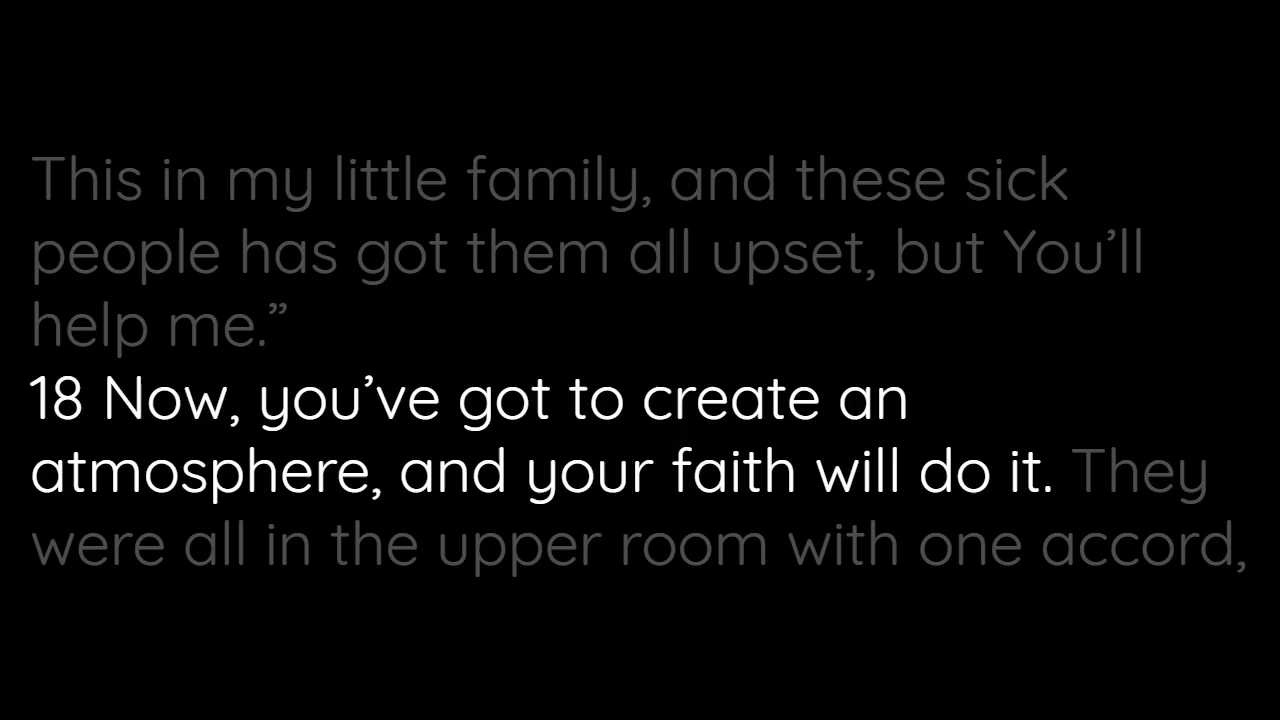 This in my little family, and these sick
people has got them all upset, but You’ll
help me.”
18 Now, you’ve got to create an
atmosphere, and your faith will do it. They
were all in the upper room with one accord,